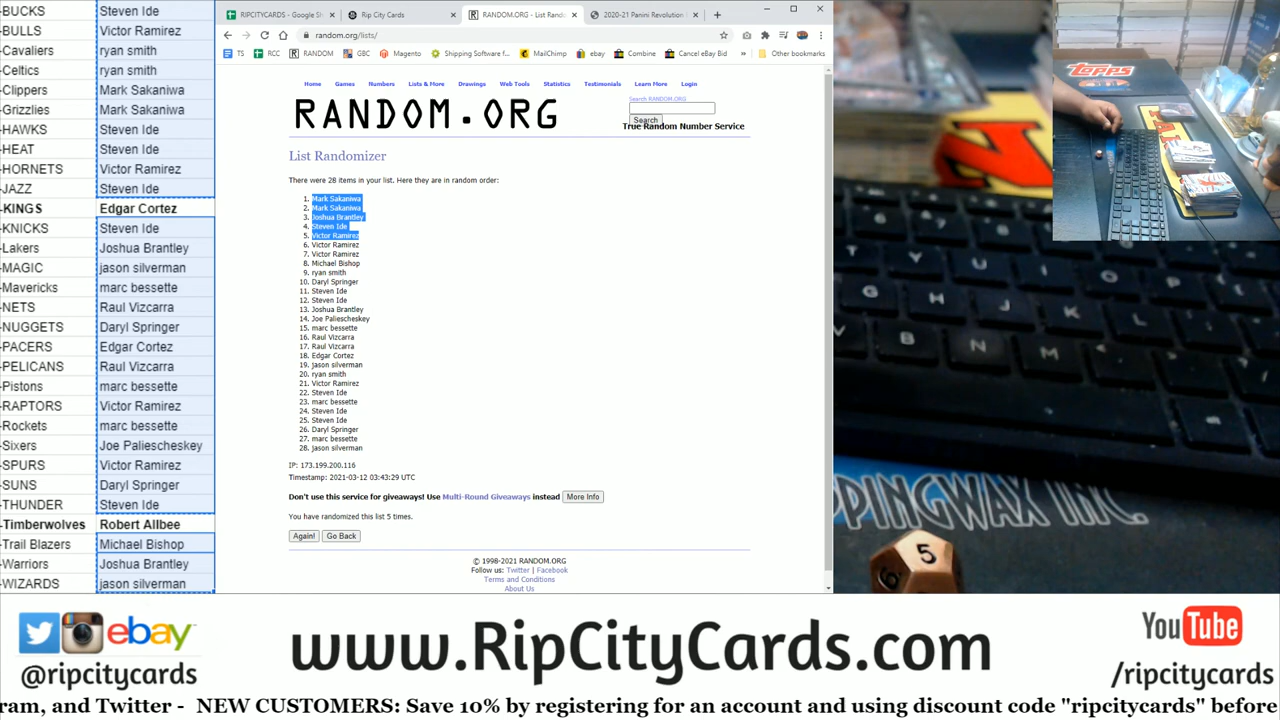 -BUCKS Steven Ide
-BULLS Victor Ramirez
-Cavaliers ryan smith
-Celtics ryan smith
-Clippers Mark Sakaniwa
-Grizzlies Mark Sakaniwa
-HAWKS Steven Ide
-HEAT Steven Ide
-HORNETS Victor Ramirez
-JAZZ Steven Ide
-KINGS Edgar Cortez
-KNICKS Steven Ide
-Lakers Joshua Brantley
-MAGIC jason silverman
-Mavericks marc bessette
-NETS Raul Vizcarra
-NUGGETS Daryl Springer
-PACERS Edgar Cortez
-PELICANS Raul Vizcarra
-Pistons marc bessette
-RAPTORS Victor Ramirez
-Rockets marc bessette
-Sixers Joe Paliescheskey
-SPURS Victor Ramirez
-SUNS Daryl Springer
-THUNDER Steven Ide
-Timberwolves Robert Allbee
-Trail Blazers Michael Bishop
-Warriors Joshua Brantley
-WIZARDS jason silverman
RIPCITYCARDS - Google Sh
Rip City Cards
RANDOM.ORG - List Rando
2020-21 Panini Revolution
random.org/lists/
TS RCC RANDOM GBC Magento Shipping Software f... MailChimp ebay Combine Cancel eBay Bid » Other bookmarks
Home Games Numbers Lists & More Drawings Web Tools Statistics Testimonials Learn More Login
RANDOM.ORG
Search RANDOM.ORG
Search
True Random Number Service
List Randomizer
There were 28 items in your list. Here they are in random order:
1. Mark Sakaniwa
2. Mark Sakaniwa
3. Joshua Brantley
4. Steven Ide
5. Victor Ramirez
6. Victor Ramirez
7. Victor Ramirez
8. Michael Bishop
9. ryan smith
10. Daryl Springer
11. Steven Ide
12. Steven Ide
13. Joshua Brantley
14. Joe Paliescheskey
15. marc bessette
16. Raul Vizcarra
17. Raul Vizcarra
18. Edgar Cortez
19. jason silverman
20. ryan smith
21. Victor Ramirez
22. Steven Ide
23. marc bessette
24. Steven Ide
25. Steven Ide
26. Daryl Springer
27. marc bessette
28. jason silverman
IP: 173.199.200.116
Timestamp: 2021-03-12 03:43:29 UTC
Don't use this service for giveaways! Use Multi-Round Giveaways instead More Info
You have randomized this list 5 times.
Again! Go Back
© 1998-2021 RANDOM.ORG
Follow us: Twitter | Facebook
Terms and Conditions
About Us
topps
G H J K
V B N
PPINGWAX INC.
5
6
ebay
@ripcitycards
www.RipCityCards.com
YouTube
/ripcitycards
ram, and Twitter - NEW CUSTOMERS: Save 10% by registering for an account and using discount code "ripcitycards" before